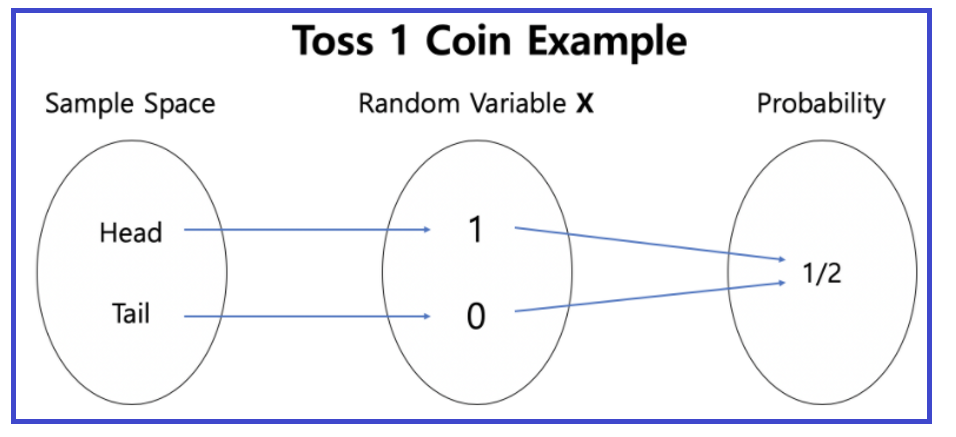 Toss 1 Coin Example
Sample Space
Random Variable X
Probability
Head
1
Tail
0
1/2